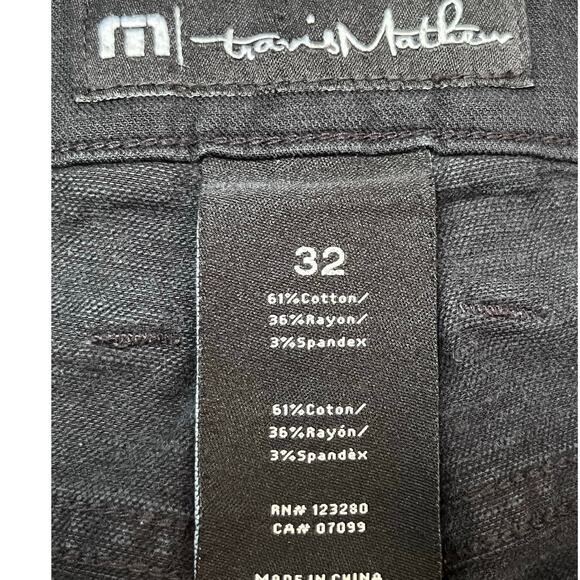 travisMathew
32
61%Cotton/
36%Rayon/
3%Spandex
61%Coton/
36%Rayón/
3%Spandèx
RN# 123280
CA# 07099
MADE IN CHINA